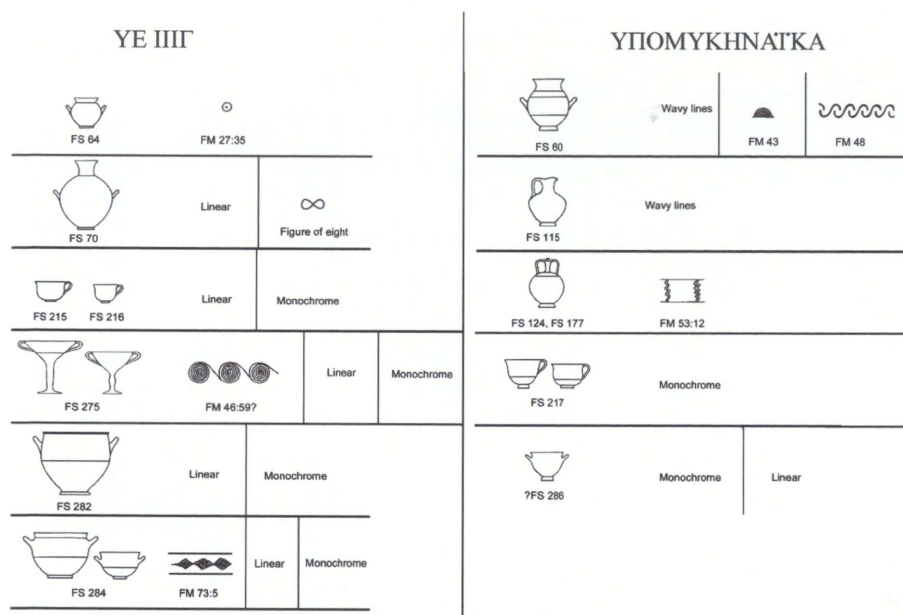 ΥΕ ΙΙΙΓ
FS 64 FM 27:35
Linear
FS 70 Figure of eight
FS 215 FS 216 Linear Monochrome
Linear Monochrome
FS 275 FM 46:59?
Linear Monochrome
FS 282
Linear Monochrome
FS 284 FM 73:5
ΥΠΟΜΥΚΗΝΑΪΚΑ
Wavy lines
FS 60 FM 43 FM 48
Wavy lines
FS 115
FS 124, FS 177 FM 53:12
Monochrome
FS 217
Monochrome Linear
?FS 286